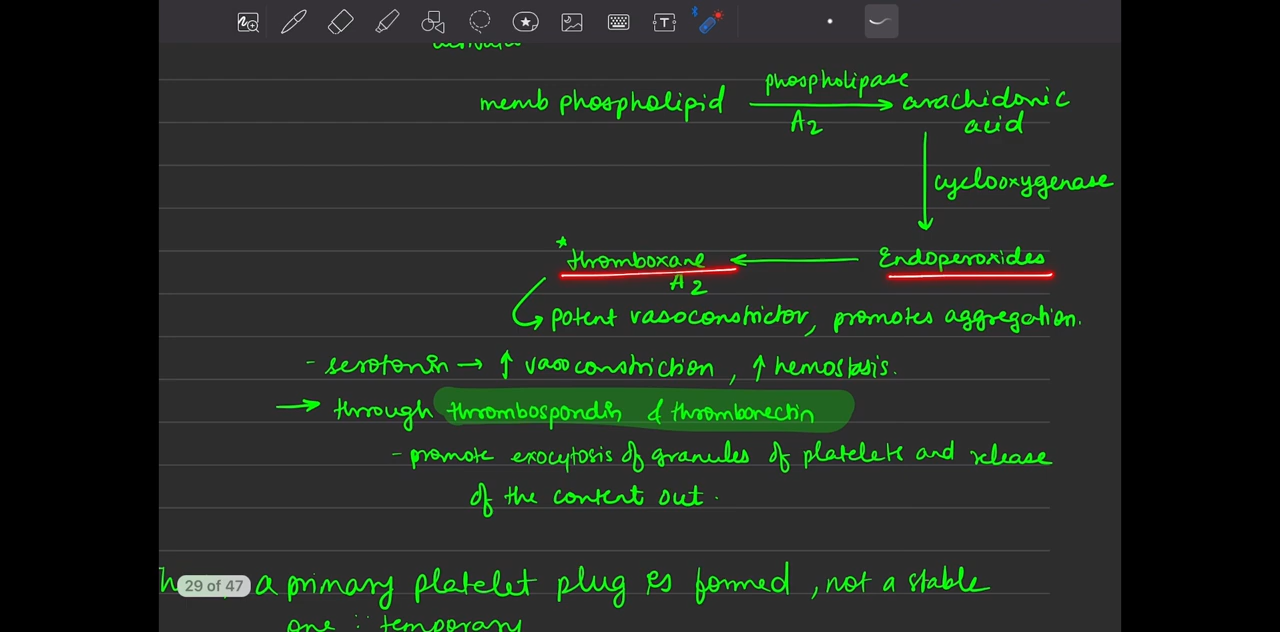 memb phospholipid phospholipase A2 → arachidonic acid
cyclooxygenase
* thromboxane A2 ← Endoperoxides
Potent vasoconstrictor, promotes aggregation.
- serotonin → ↑ vasoconstriction, ↑ hemostasis.
→ through thrombospondin & thrombonectin
- promote exocytosis of granules of platelets and release
of the content out.
29 of 47
a primary platelet plug is formed, not a stable
one ∵ temporary